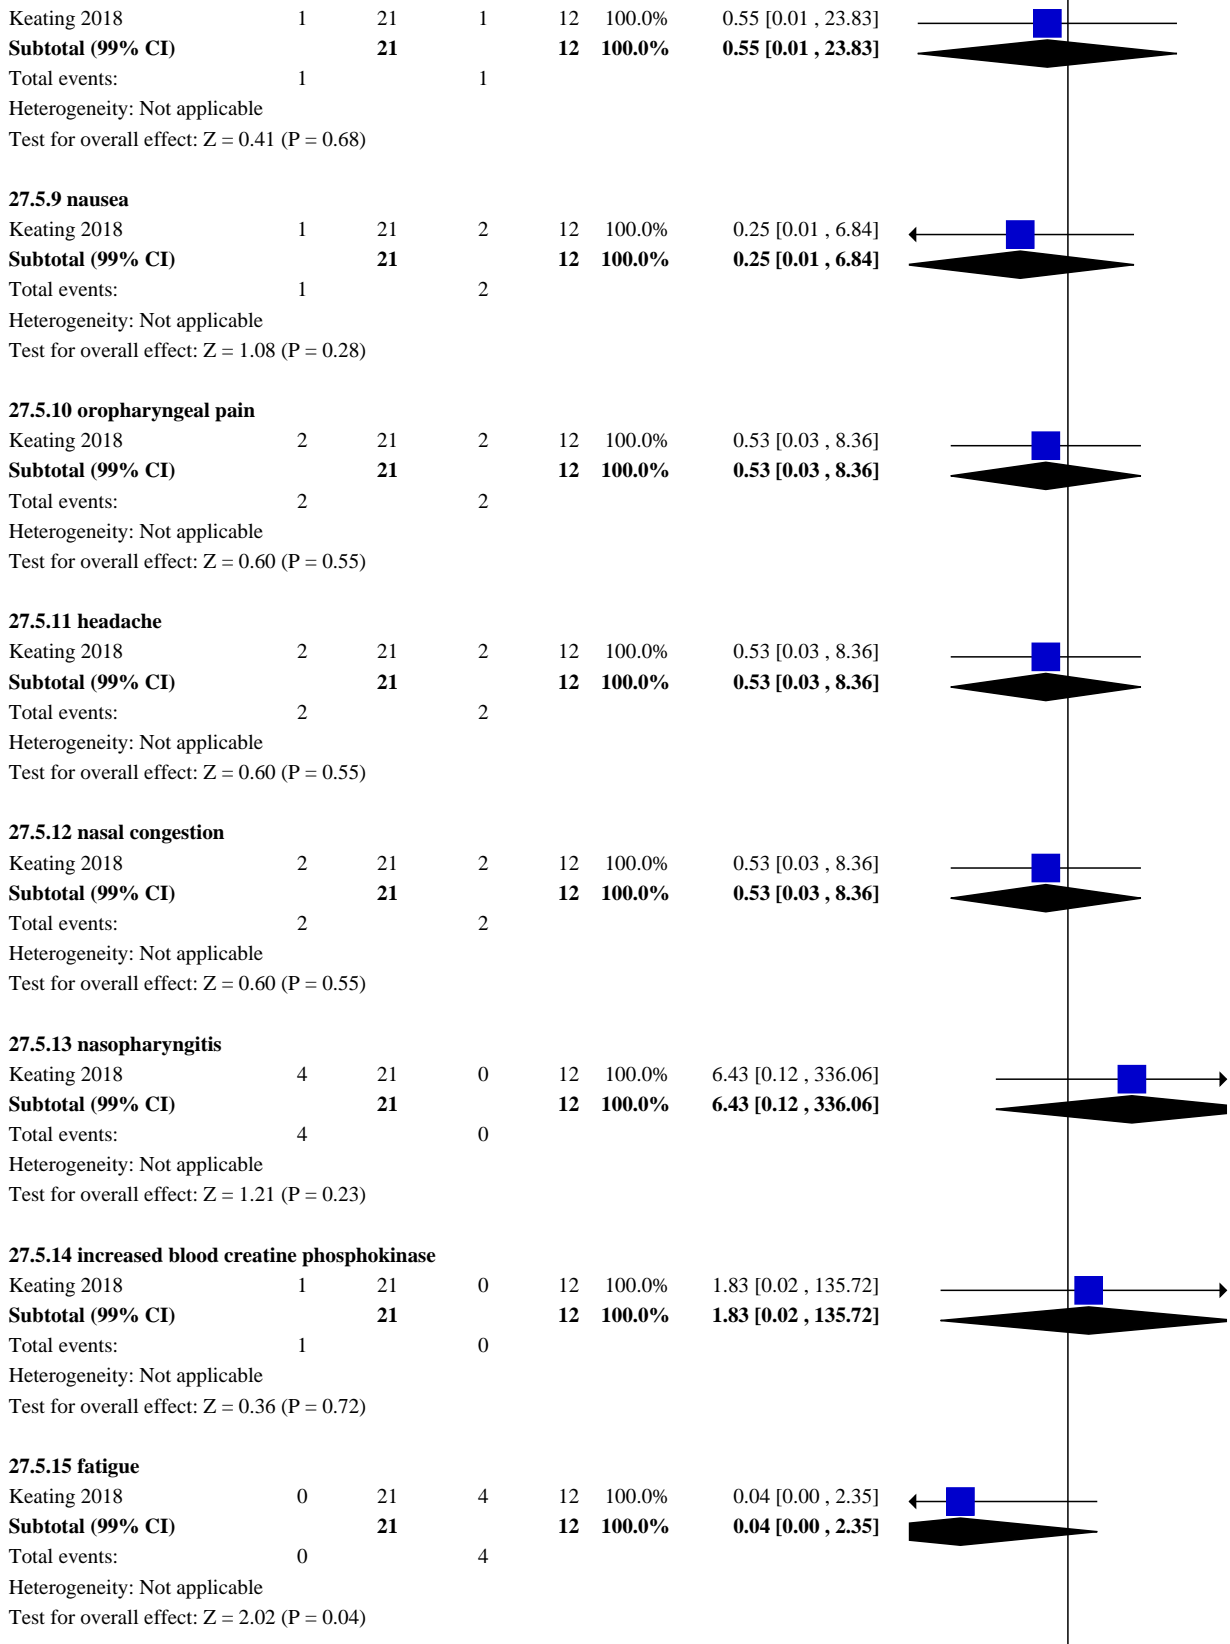 Keating 2018 1 21 1 12 100.0% 0.55 [0.01 , 23.83]
Subtotal (99% CI) 21 12 100.0% 0.55 [0.01 , 23.83]
Total events: 1 1
Heterogeneity: Not applicable
Test for overall effect: Z = 0.41 (P = 0.68)
27.5.9 nausea
Keating 2018 1 21 2 12 100.0% 0.25 [0.01 , 6.84]
Subtotal (99% CI) 21 12 100.0% 0.25 [0.01 , 6.84]
Total events: 1 2
Heterogeneity: Not applicable
Test for overall effect: Z = 1.08 (P = 0.28)
27.5.10 oropharyngeal pain
Keating 2018 2 21 2 12 100.0% 0.53 [0.03 , 8.36]
Subtotal (99% CI) 21 12 100.0% 0.53 [0.03 , 8.36]
Total events: 2 2
Heterogeneity: Not applicable
Test for overall effect: Z = 0.60 (P = 0.55)
27.5.11 headache
Keating 2018 2 21 2 12 100.0% 0.53 [0.03 , 8.36]
Subtotal (99% CI) 21 12 100.0% 0.53 [0.03 , 8.36]
Total events: 2 2
Heterogeneity: Not applicable
Test for overall effect: Z = 0.60 (P = 0.55)
27.5.12 nasal congestion
Keating 2018 2 21 2 12 100.0% 0.53 [0.03 , 8.36]
Subtotal (99% CI) 21 12 100.0% 0.53 [0.03 , 8.36]
Total events: 2 2
Heterogeneity: Not applicable
Test for overall effect: Z = 0.60 (P = 0.55)
27.5.13 nasopharyngitis
Keating 2018 4 21 0 12 100.0% 6.43 [0.12 , 336.06]
Subtotal (99% CI) 21 12 100.0% 6.43 [0.12 , 336.06]
Total events: 4 0
Heterogeneity: Not applicable
Test for overall effect: Z = 1.21 (P = 0.23)
27.5.14 increased blood creatine phosphokinase
Keating 2018 1 21 0 12 100.0% 1.83 [0.02 , 135.72]
Subtotal (99% CI) 21 12 100.0% 1.83 [0.02 , 135.72]
Total events: 1 0
Heterogeneity: Not applicable
Test for overall effect: Z = 0.36 (P = 0.72)
27.5.15 fatigue
Keating 2018 0 21 4 12 100.0% 0.04 [0.00 , 2.35]
Subtotal (99% CI) 21 12 100.0% 0.04 [0.00 , 2.35]
Total events: 0 4
Heterogeneity: Not applicable
Test for overall effect: Z = 2.02 (P = 0.04)